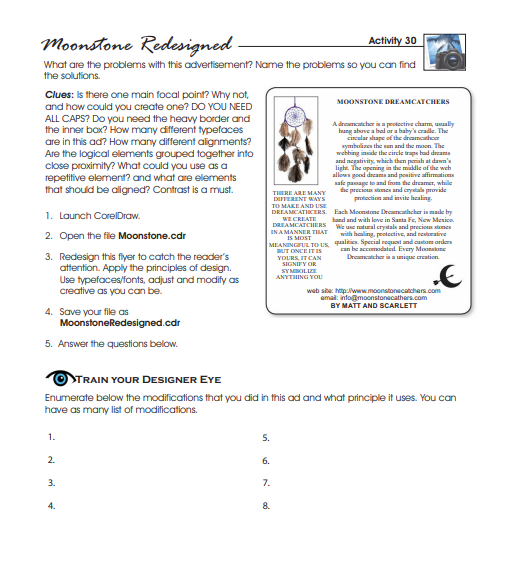 Moonstone Redesigned
Activity 30
What are the problems with this advertisement? Name the problems so you can find
the solutions.
Clues: Is there one main focal point? Why not,
and how could you create one? DO YOU NEED
ALL CAPS? Do you need the heavy border and
the inner box? How many different typefaces
are in this ad? How many different alignments?
Are the logical elements grouped together into
close proximity? What could you use as a
repetitive element? and what are elements
that should be aligned? Contrast is a must.
1. Launch CorelDraw.
2. Open the file Moonstone.cdr
3. Redesign this flyer to catch the reader's
attention. Apply the principles of design.
Use typefaces/fonts, adjust and modify as
creative as you can be.
4. Save your file as
MoonstoneRedesigned.cdr
5. Answer the questions below.
MOONSTONE DREAMCATCHERS
A dreamcatcher is a protective charm, usually
hung above a bad or a baby's cradle. The
circular shape of the dreamcatcher
symbolizes the sun and the moon. The
webbing inside the circle traps bad dreams
and negativity, which then perish at dawn's
light. The opening in the middle of the web
allows good dreams and positive affirmations
safe passage to and from the dreamer, while
the precious stones and crystals provide
protection and invite healing.
Each Moonstone Dreamcatcher is made by
hand and with love in Santa Fe, New Mexico.
We use natural crystals and precious stones
with healing, protective, and restorative
qualities. Special request and custom orders
can be accomodated. Every Moonstone
Dreamcatcher is a unique creation.
THERE ARE MANY
DIFFERENT WAYS
TO MAKE AND USE
DREAMCATHCERS.
WE CREATE
DREAMCATCHERS
IN A MANNER THAT
IS MOST
MEANINGFUL TO US,
BUT ONCE IT IS
YOURS, IT CAN
SIGNIFY OR
SYMBOLIZE
ANYTHING YOU
web site: http://www.moonstonecatchers.com
email: info@moonstonecathers.com
BY MATT AND SCARLETT
TRAIN YOUR DESIGNER EYE
Enumerate below the modifications that you did in this ad and what principle it uses. You can
have as many list of modifications.
1.
2.
3.
4.
5.
6.
7.
8.